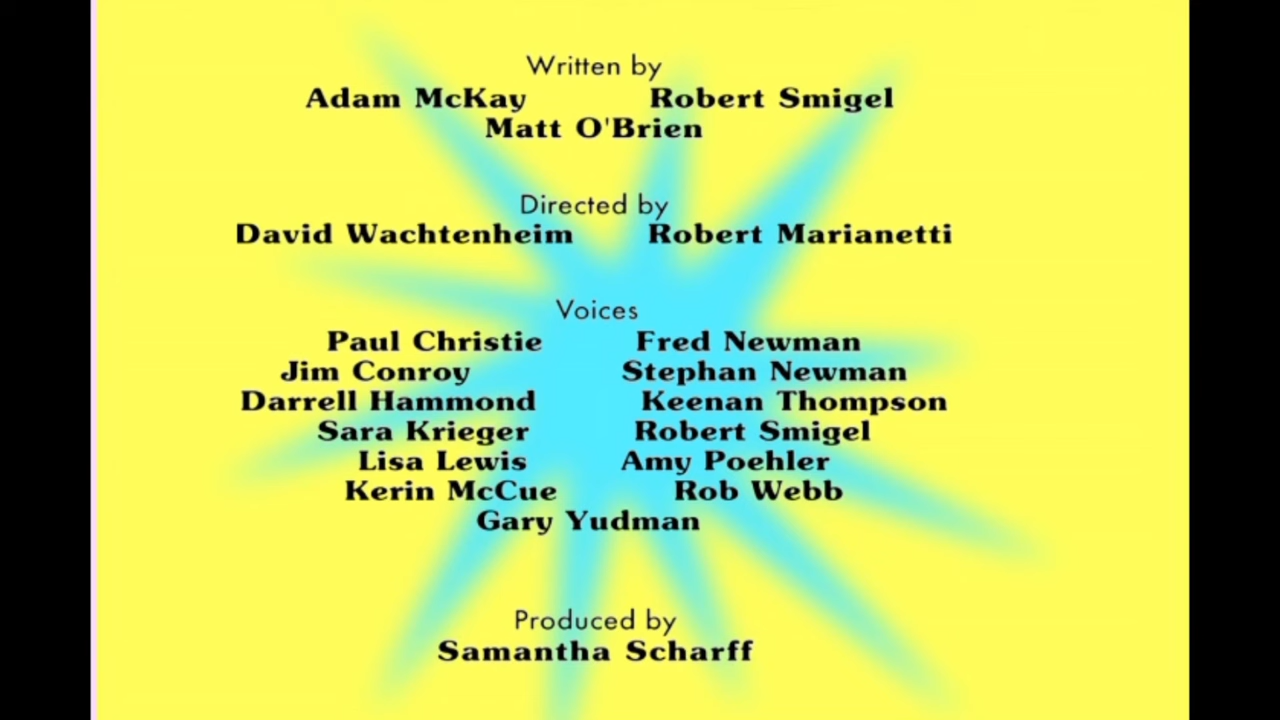 Written by
Adam McKay Robert Smigel
Matt O'Brien
Directed by
David Wachtenheim Robert Marianetti
Voices
Paul Christie Fred Newman
Jim Conroy Stephan Newman
Darrell Hammond Keenan Thompson
Sara Krieger Robert Smigel
Lisa Lewis Amy Poehler
Kerin McCue Rob Webb
Gary Yudman
Produced by
Samantha Scharff